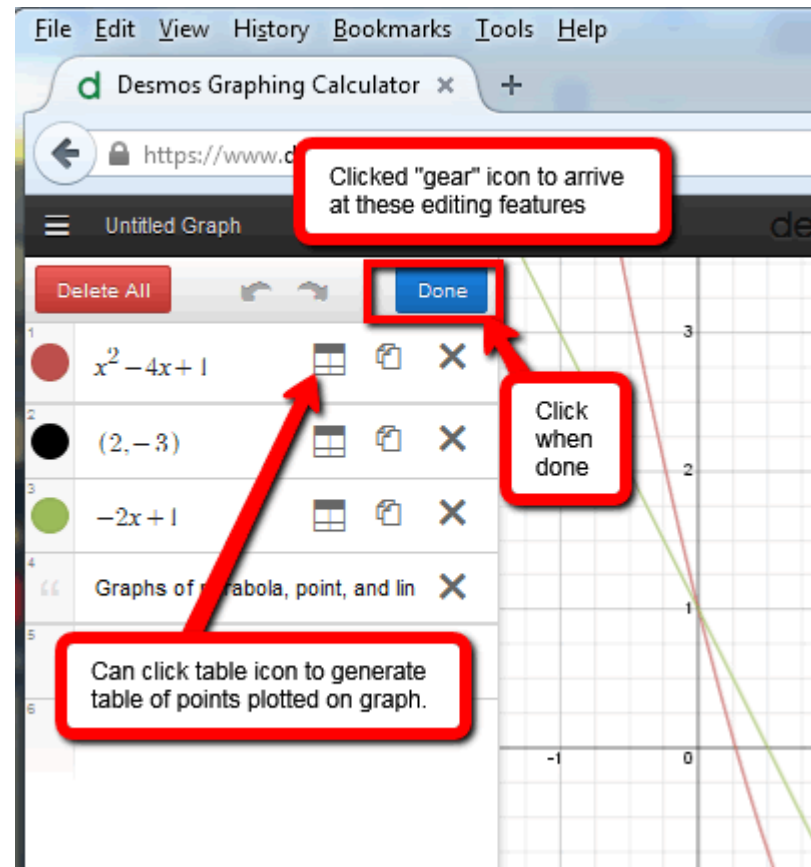 File Edit View History Bookmarks Tools Help
d Desmos Graphing Calculator × +
https://www.d
Clicked "gear" icon to arrive
at these editing features
Untitled Graph
de
Delete All
Done
1
x² – 4x + 1
2
(2, – 3)
3
–2x + 1
4
Graphs of parabola, point, and lin
5
6
Click
when
done
Can click table icon to generate
table of points plotted on graph.
3
2
1
-1 0